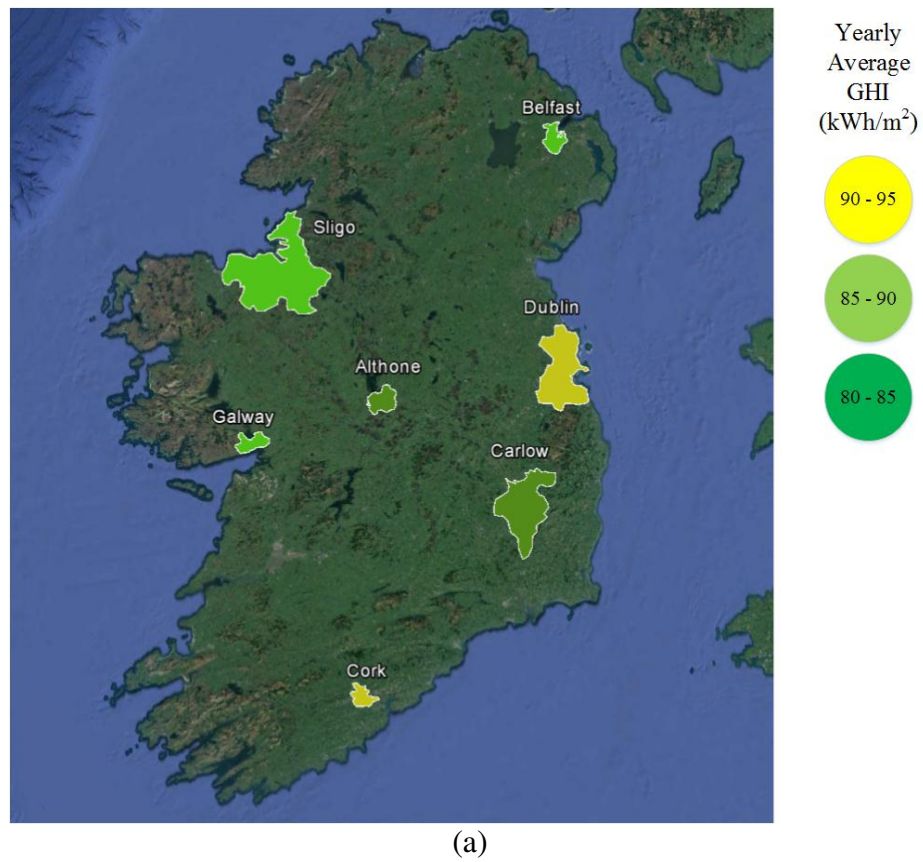 Yearly
Average
GHI
(kWh/m²)
90 - 95
85 - 90
80 - 85
Belfast
Sligo
Dublin
Althone
Galway
Carlow
Cork
(a)